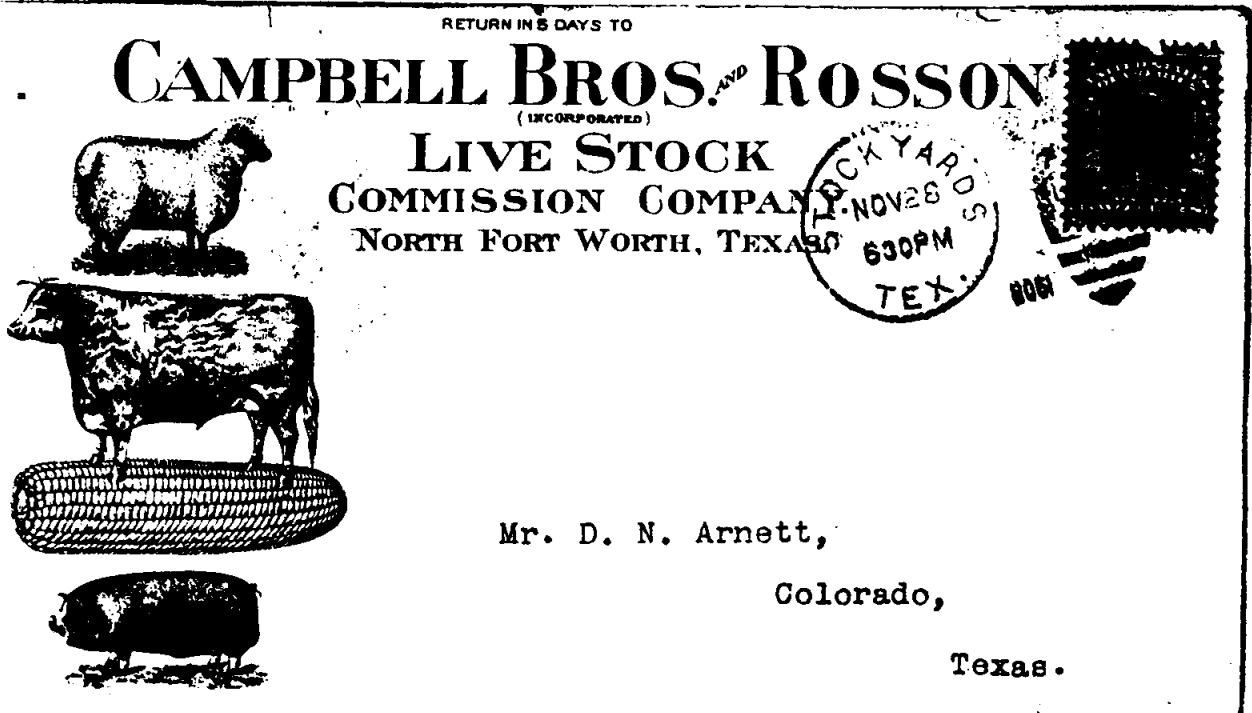 RETURN IN 5 DAYS TO
CAMPBELL BROS. AND ROSSON
(INCORPORATED)
LIVE STOCK
COMMISSION COMPANY.
NORTH FORT WORTH, TEXAS
STOCK YARDS
NOV 28
630PM
TEX.
1908
Mr. D. N. Arnett,
Colorado,
Texas.